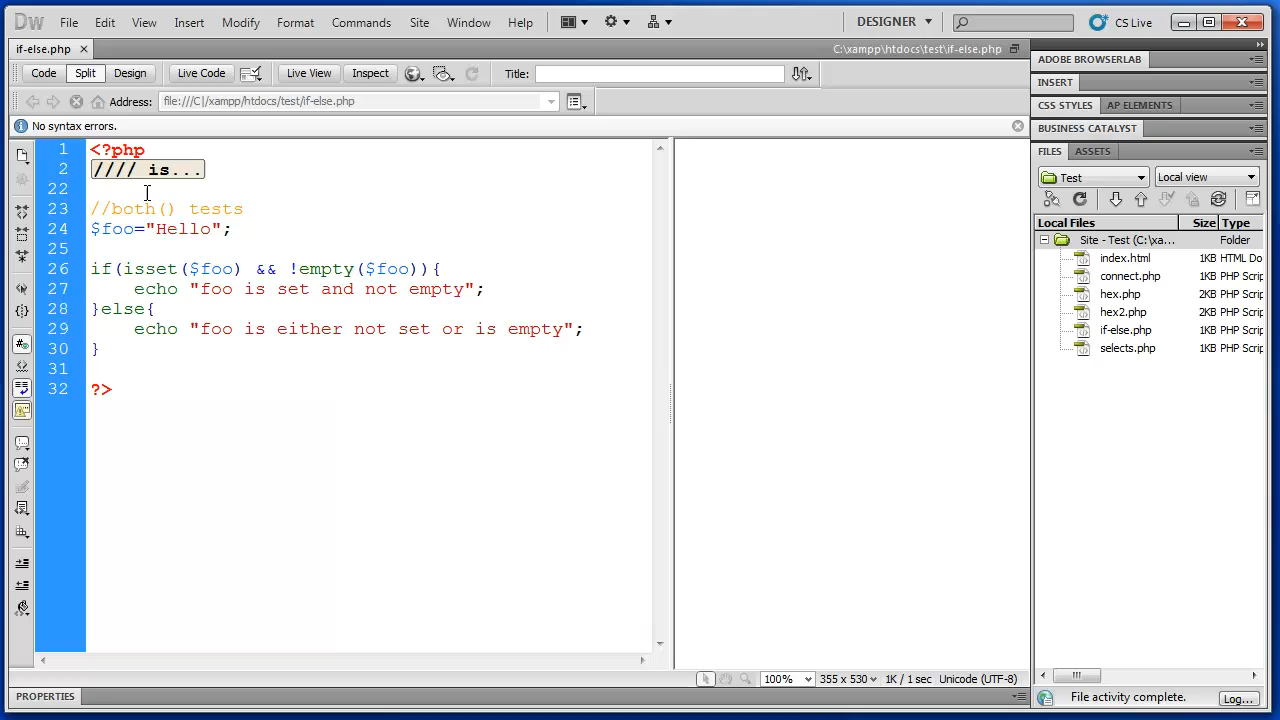 Dw File Edit View Insert Modify Format Commands Site Window Help DESIGNER CS Live
if-else.php C:\xampp\htdocs\test\if-else.php
Code Split Design Live Code Live View Inspect Title:
Address: file:///C|/xampp/htdocs/test/if-else.php
No syntax errors.
1 <?php
2 //// is...
22
23 //both() tests
24 $foo="Hello";
25
26 if(isset($foo) && !empty($foo)){
27 echo "foo is set and not empty";
28 }else{
29 echo "foo is either not set or is empty";
30 }
31
32 ?>
100% 355 x 530 1K / 1 sec Unicode (UTF-8)
PROPERTIES
ADOBE BROWSERLAB
INSERT
CSS STYLES AP ELEMENTS
BUSINESS CATALYST
FILES ASSETS
Test Local view
Local Files Size Type
Site - Test (C:\xa... Folder
index.html 1KB HTML Do
connect.php 1KB PHP Scrip
hex.php 2KB PHP Scrip
hex2.php 2KB PHP Scrip
if-else.php 1KB PHP Scrip
selects.php 1KB PHP Scrip
File activity complete. Log...